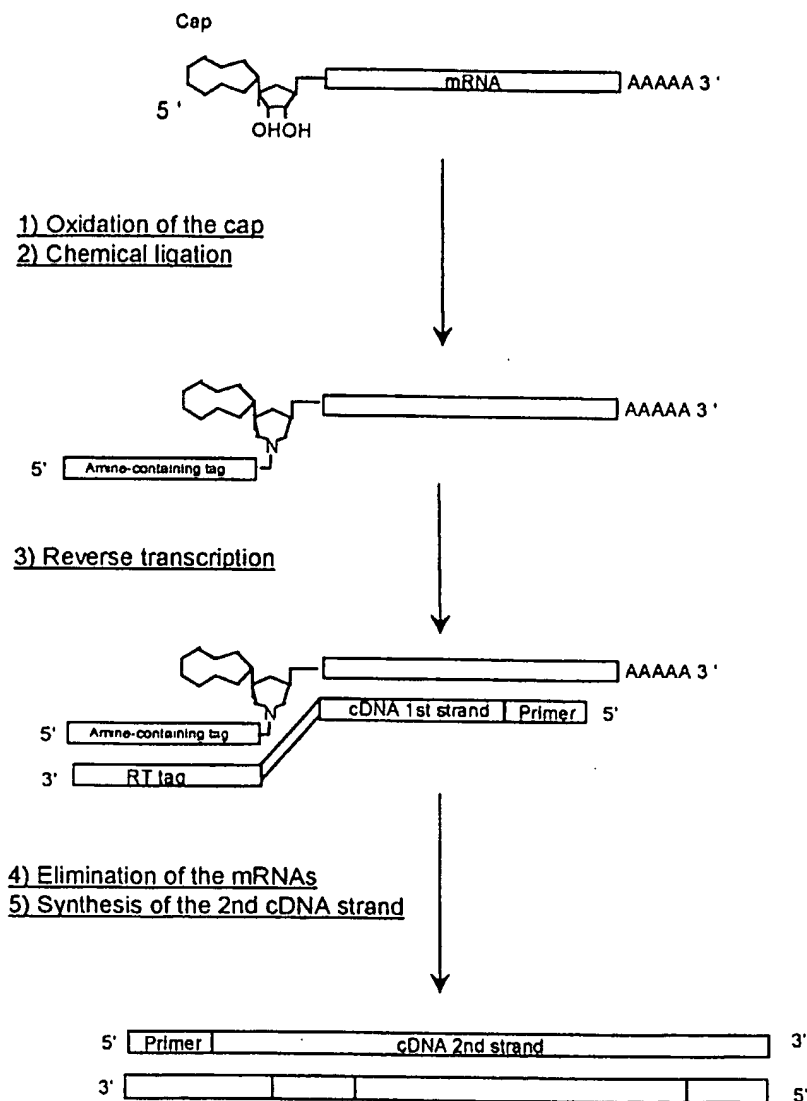 Cap
mRNA AAAAA 3 '
5 '
OHOH
1) Oxidation of the cap
2) Chemical ligation
AAAAA 3 '
N
5' Amine-containing tag
3) Reverse transcription
AAAAA 3 '
N
cDNA 1st strand Primer 5'
5' Amine-containing tag
3' RT tag
4) Elimination of the mRNAs
5) Synthesis of the 2nd cDNA strand
5' Primer cDNA 2nd strand 3'
3' 5'